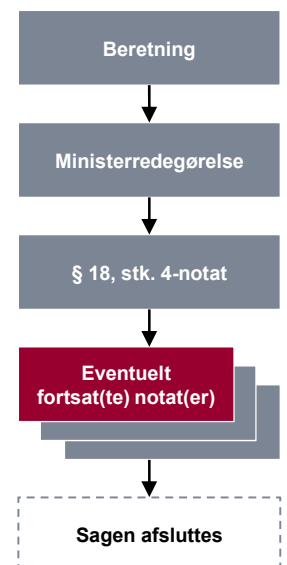 Beretning
Ministerredegørelse
§ 18, stk. 4-notat
Eventuelt
fortsat(te) notat(er)
Sagen afsluttes